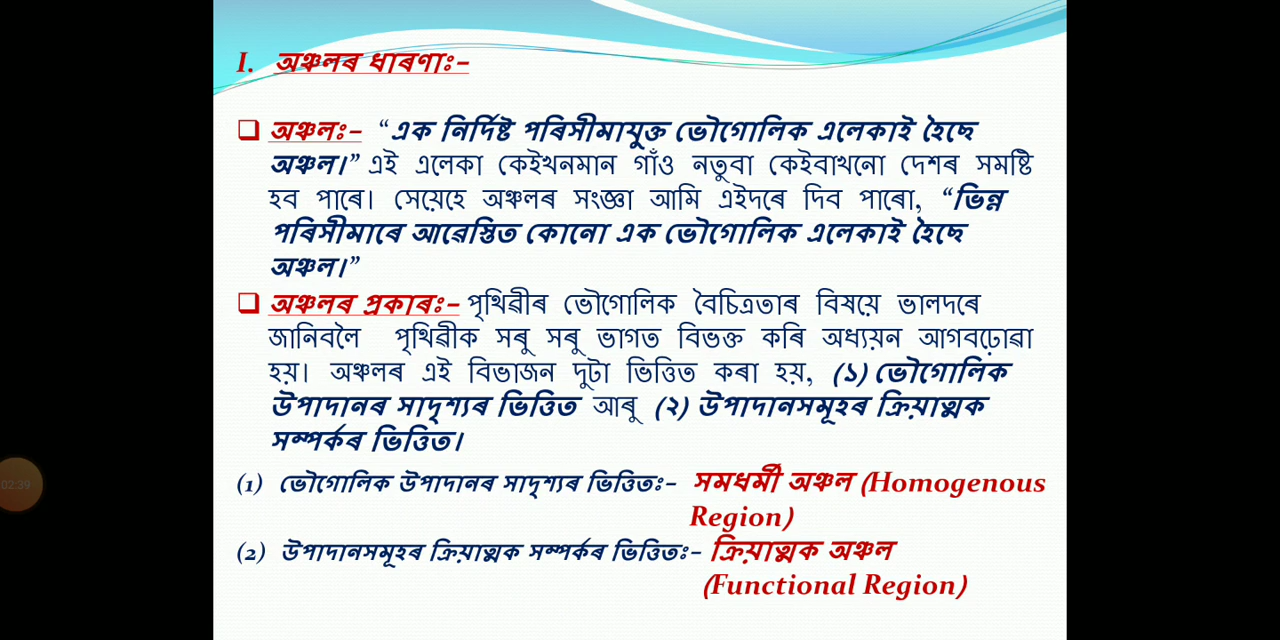 I. অঞ্চলৰ ধাৰণাঃ–
❑ অঞ্চলঃ– “এক নিৰ্দিষ্ট পৰিসীমাযুক্ত ভৌগোলিক এলেকাই হৈছে
অঞ্চল।” এই এলেকা কেইখনমান গাঁও নতুবা কেইবাখনো দেশৰ সমষ্টি
হব পাৰে। সেয়েহে অঞ্চলৰ সংজ্ঞা আমি এইদৰে দিব পাৰো, “ভিন্ন
পৰিসীমাৰে আৱেস্তিত কোনো এক ভৌগোলিক এলেকাই হৈছে
অঞ্চল।”
❑ অঞ্চলৰ প্ৰকাৰঃ– পৃথিৱীৰ ভৌগোলিক বৈচিত্ৰতাৰ বিষয়ে ভালদৰে
জানিবলৈ পৃথিৱীক সৰু সৰু ভাগত বিভক্ত কৰি অধ্যয়ন আগবঢ়োৱা
হয়। অঞ্চলৰ এই বিভাজন দুটা ভিত্তিত কৰা হয়, (১) ভৌগোলিক
উপাদানৰ সাদৃশ্যৰ ভিত্তিত আৰু (২) উপাদানসমূহৰ ক্ৰিয়াত্মক
সম্পৰ্কৰ ভিত্তিত।
(1) ভৌগোলিক উপাদানৰ সাদৃশ্যৰ ভিত্তিতঃ– সমধৰ্মী অঞ্চল (Homogenous
Region)
(2) উপাদানসমূহৰ ক্ৰিয়াত্মক সম্পৰ্কৰ ভিত্তিতঃ– ক্ৰিয়াত্মক অঞ্চল
(Functional Region)
02:39